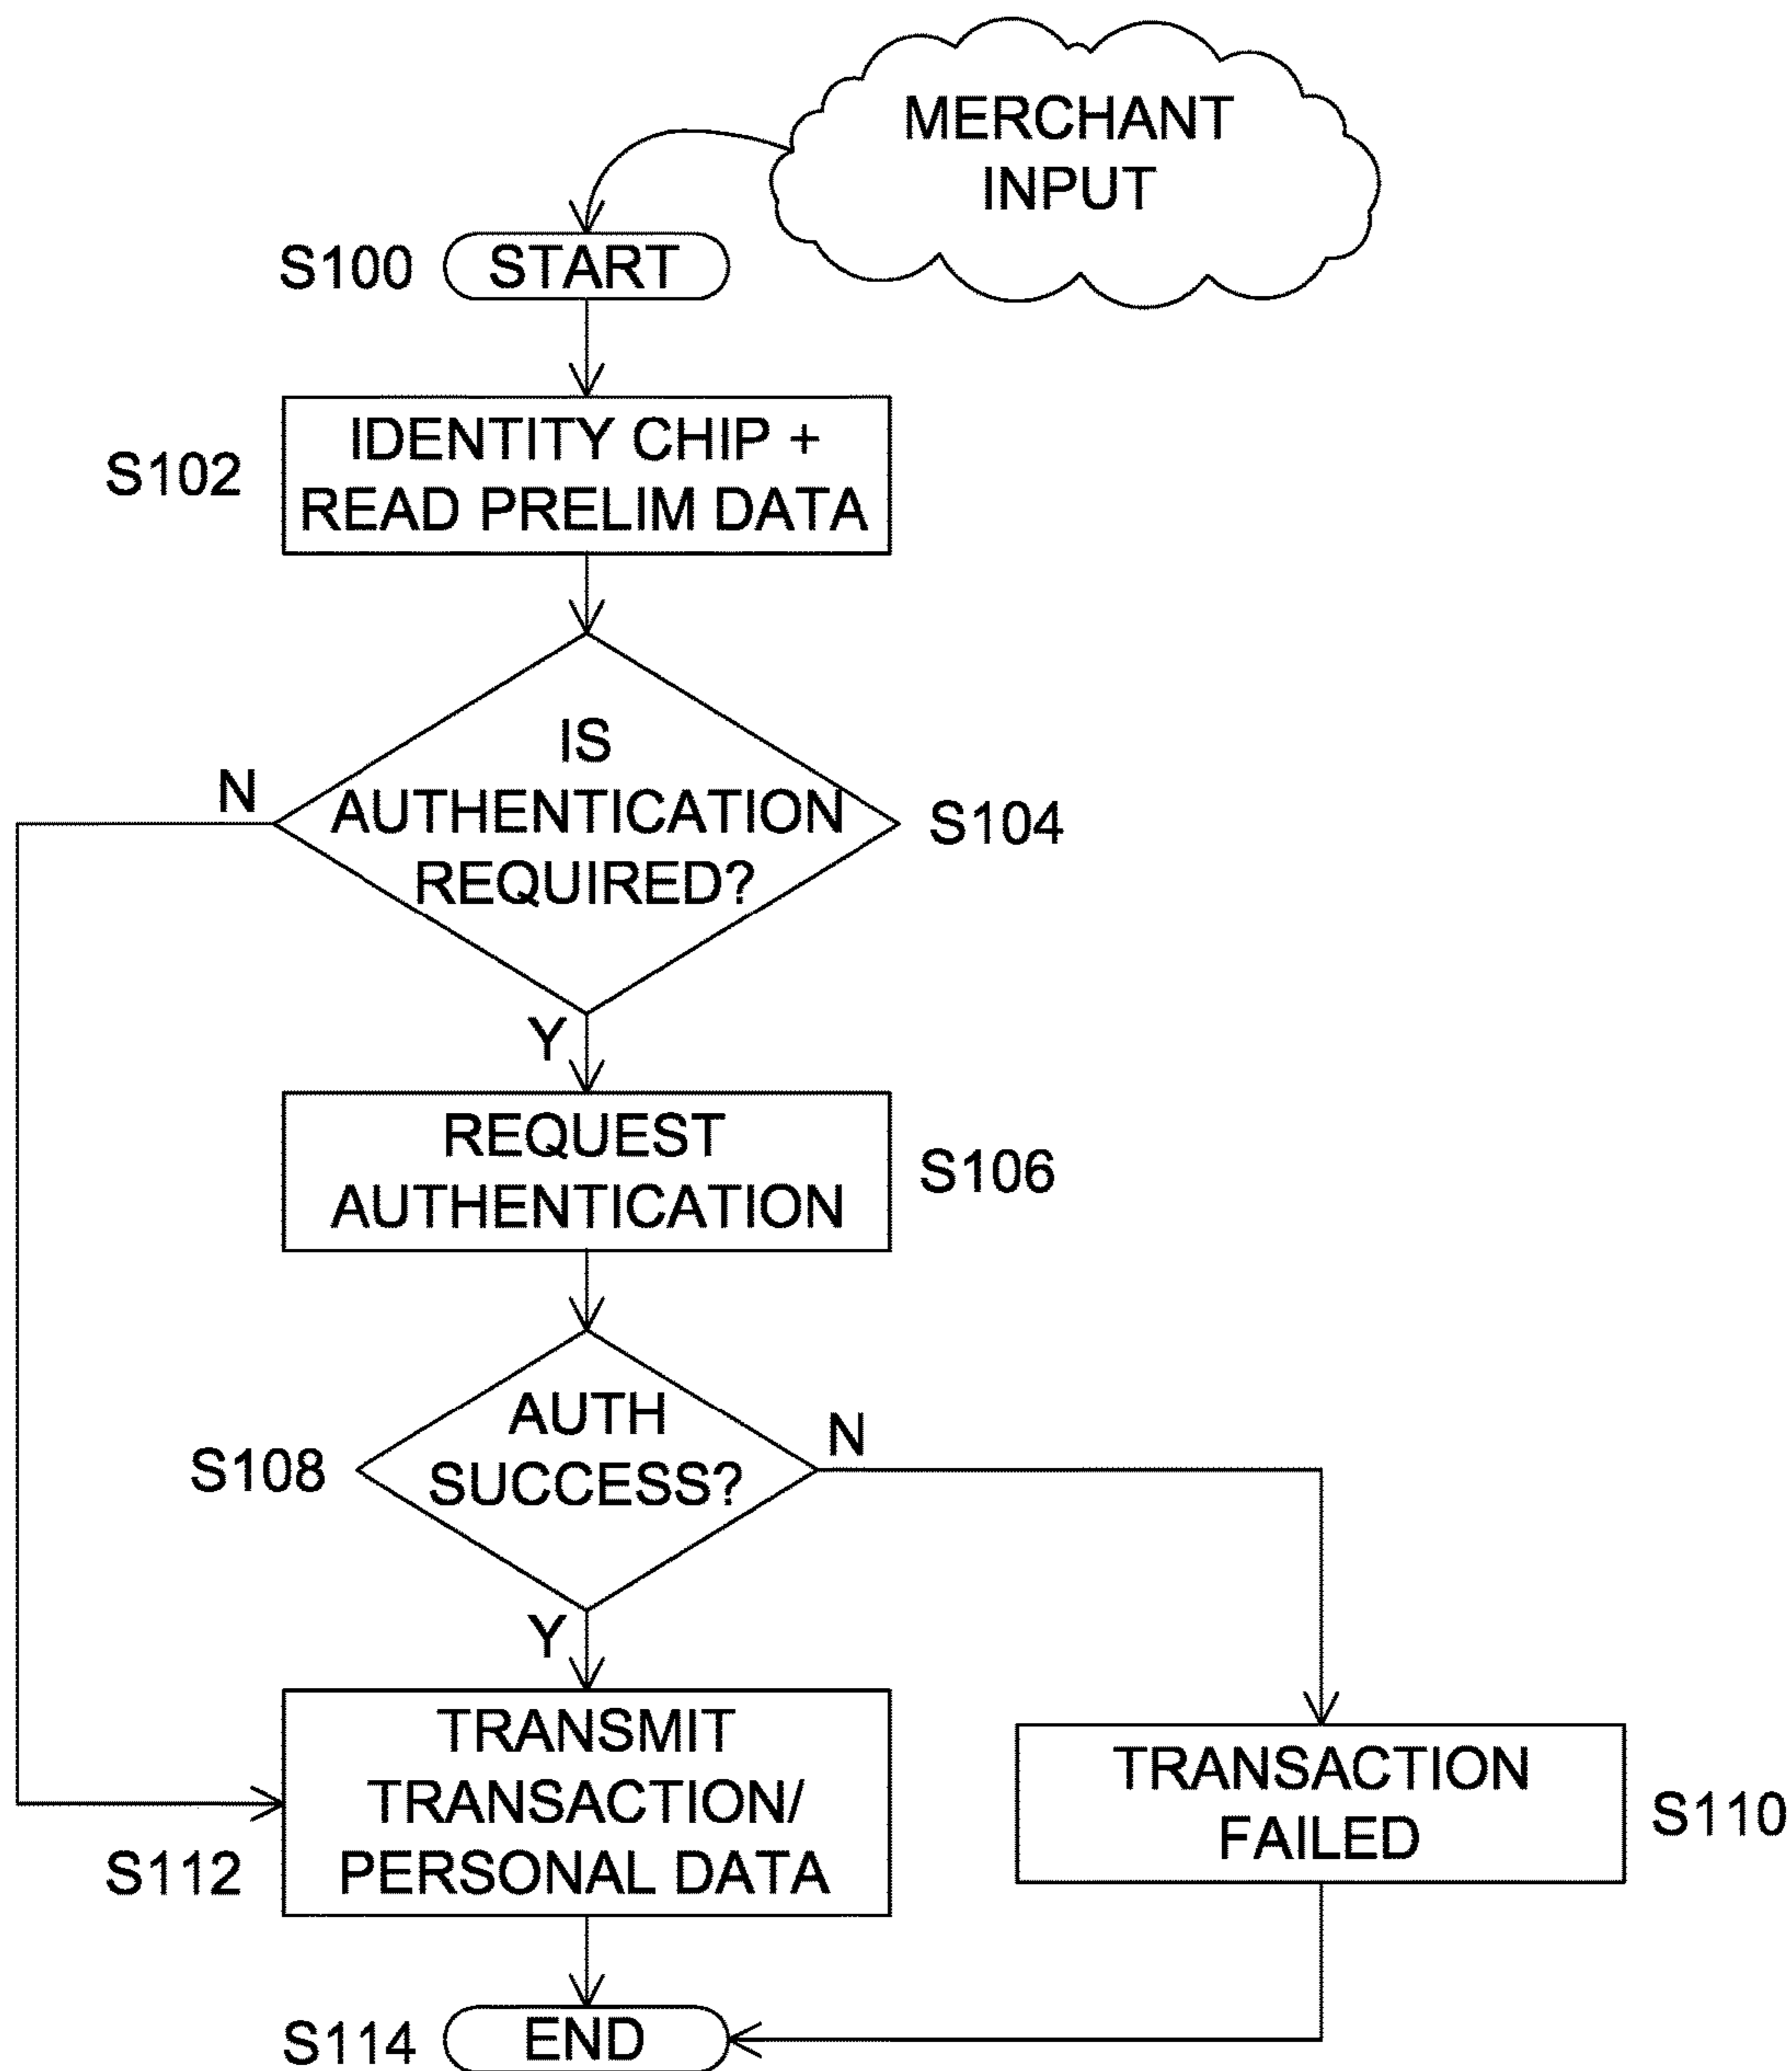 MERCHANT
INPUT
S100
START
S102
IDENTITY CHIP +
READ PRELIM DATA
N
IS
AUTHENTICATION
REQUIRED?
S104
Y
REQUEST
AUTHENTICATION
S106
S108
AUTH
SUCCESS?
N
Y
TRANSMIT
TRANSACTION/
PERSONAL DATA
S112
TRANSACTION
FAILED
S110
S114
END